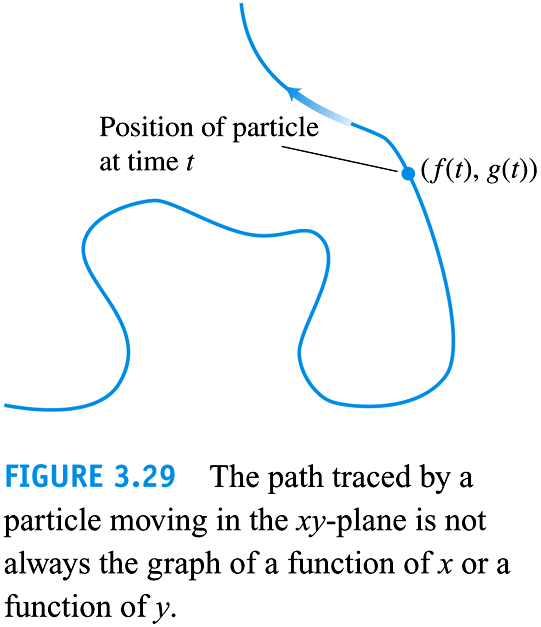 Position of particle
at time t
(f(t), g(t))
FIGURE 3.29 The path traced by a
particle moving in the xy-plane is not
always the graph of a function of x or a
function of y.